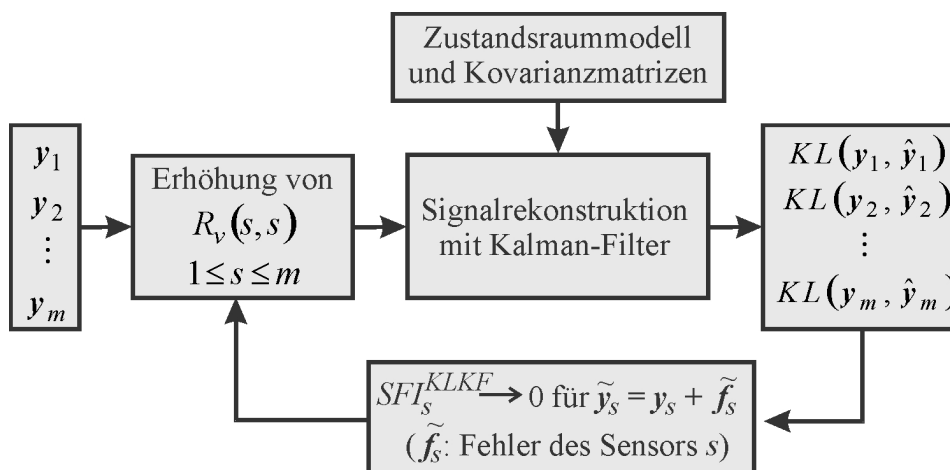 Zustandsraummodell
und Kovarianzmatrizen
y₁
y₂
⋮
yₘ
Erhöhung von
Rᵥ(s,s)
1≤s≤m
Signalrekonstruktion
mit Kalman-Filter
KL(y₁, ŷ₁)
KL(y₂, ŷ₂)
⋮
KL(yₘ, ŷₘ)
SFIₛᴷᴸᴷꟳ → 0 für ỹₛ = yₛ + f̃ₛ
(f̃ₛ: Fehler des Sensors s)